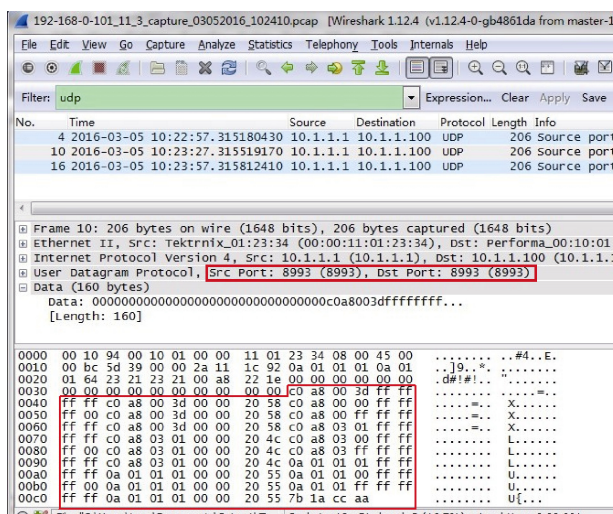 192-168-0-101_11_3_capture_03052016_102410.pcap [Wireshark 1.12.4 (v1.12.4-0-gb4861da from master-1
File Edit View Go Capture Analyze Statistics Telephony Tools Internals Help
Filter: udp Expression... Clear Apply Save
No. Time Source Destination Protocol Length Info
4 2016-03-05 10:22:57.315180430 10.1.1.1 10.1.1.100 UDP 206 Source port
10 2016-03-05 10:23:27.315519170 10.1.1.1 10.1.1.100 UDP 206 Source port
16 2016-03-05 10:23:57.315812410 10.1.1.1 10.1.1.100 UDP 206 Source port
Frame 10: 206 bytes on wire (1648 bits), 206 bytes captured (1648 bits)
Ethernet II, Src: Tektrnix_01:23:34 (00:00:11:01:23:34), Dst: Performa_00:10:01
Internet Protocol Version 4, Src: 10.1.1.1 (10.1.1.1), Dst: 10.1.1.100 (10.1.1.1
User Datagram Protocol, Src Port: 8993 (8993), Dst Port: 8993 (8993)
Data (160 bytes)
Data: 00000000000000000000000000000000c0a8003dffffffff...
[Length: 160]
0000 00 10 94 00 10 01 00 00 11 01 23 34 08 00 45 00 ........ ..#4..E.
0010 00 bc 5d 39 00 00 2a 11 1c 92 0a 01 01 01 0a 01 ..]9..*. ........
0020 01 64 23 21 23 21 00 a8 22 1e 00 00 00 00 00 00 .d#!#!.. ".......
0030 00 00 00 00 00 00 00 00 00 00 c0 a8 00 3d ff ff ........ .....=..
0040 ff ff c0 a8 00 3d 00 00 20 58 c0 a8 00 00 ff ff .....=.. X......
0050 ff 00 c0 a8 00 3d 00 00 20 58 c0 a8 00 ff ff ff .....=.. X......
0060 ff ff c0 a8 00 3d 00 00 20 58 c0 a8 03 01 ff ff .....=.. X......
0070 ff ff c0 a8 03 01 00 00 20 4c c0 a8 03 00 ff ff ........ L......
0080 ff 00 c0 a8 03 01 00 00 20 4c c0 a8 03 ff ff ff ........ L......
0090 ff ff c0 a8 03 01 00 00 20 4c 0a 01 01 01 ff ff ........ L......
00a0 ff ff 0a 01 01 01 00 00 20 55 0a 01 01 00 ff ff ........ U......
00b0 ff 00 0a 01 01 01 00 00 20 55 0a 01 01 ff ff ff ........ U......
00c0 ff ff 0a 01 01 01 00 00 20 55 7b 1a cc aa ........ U{...